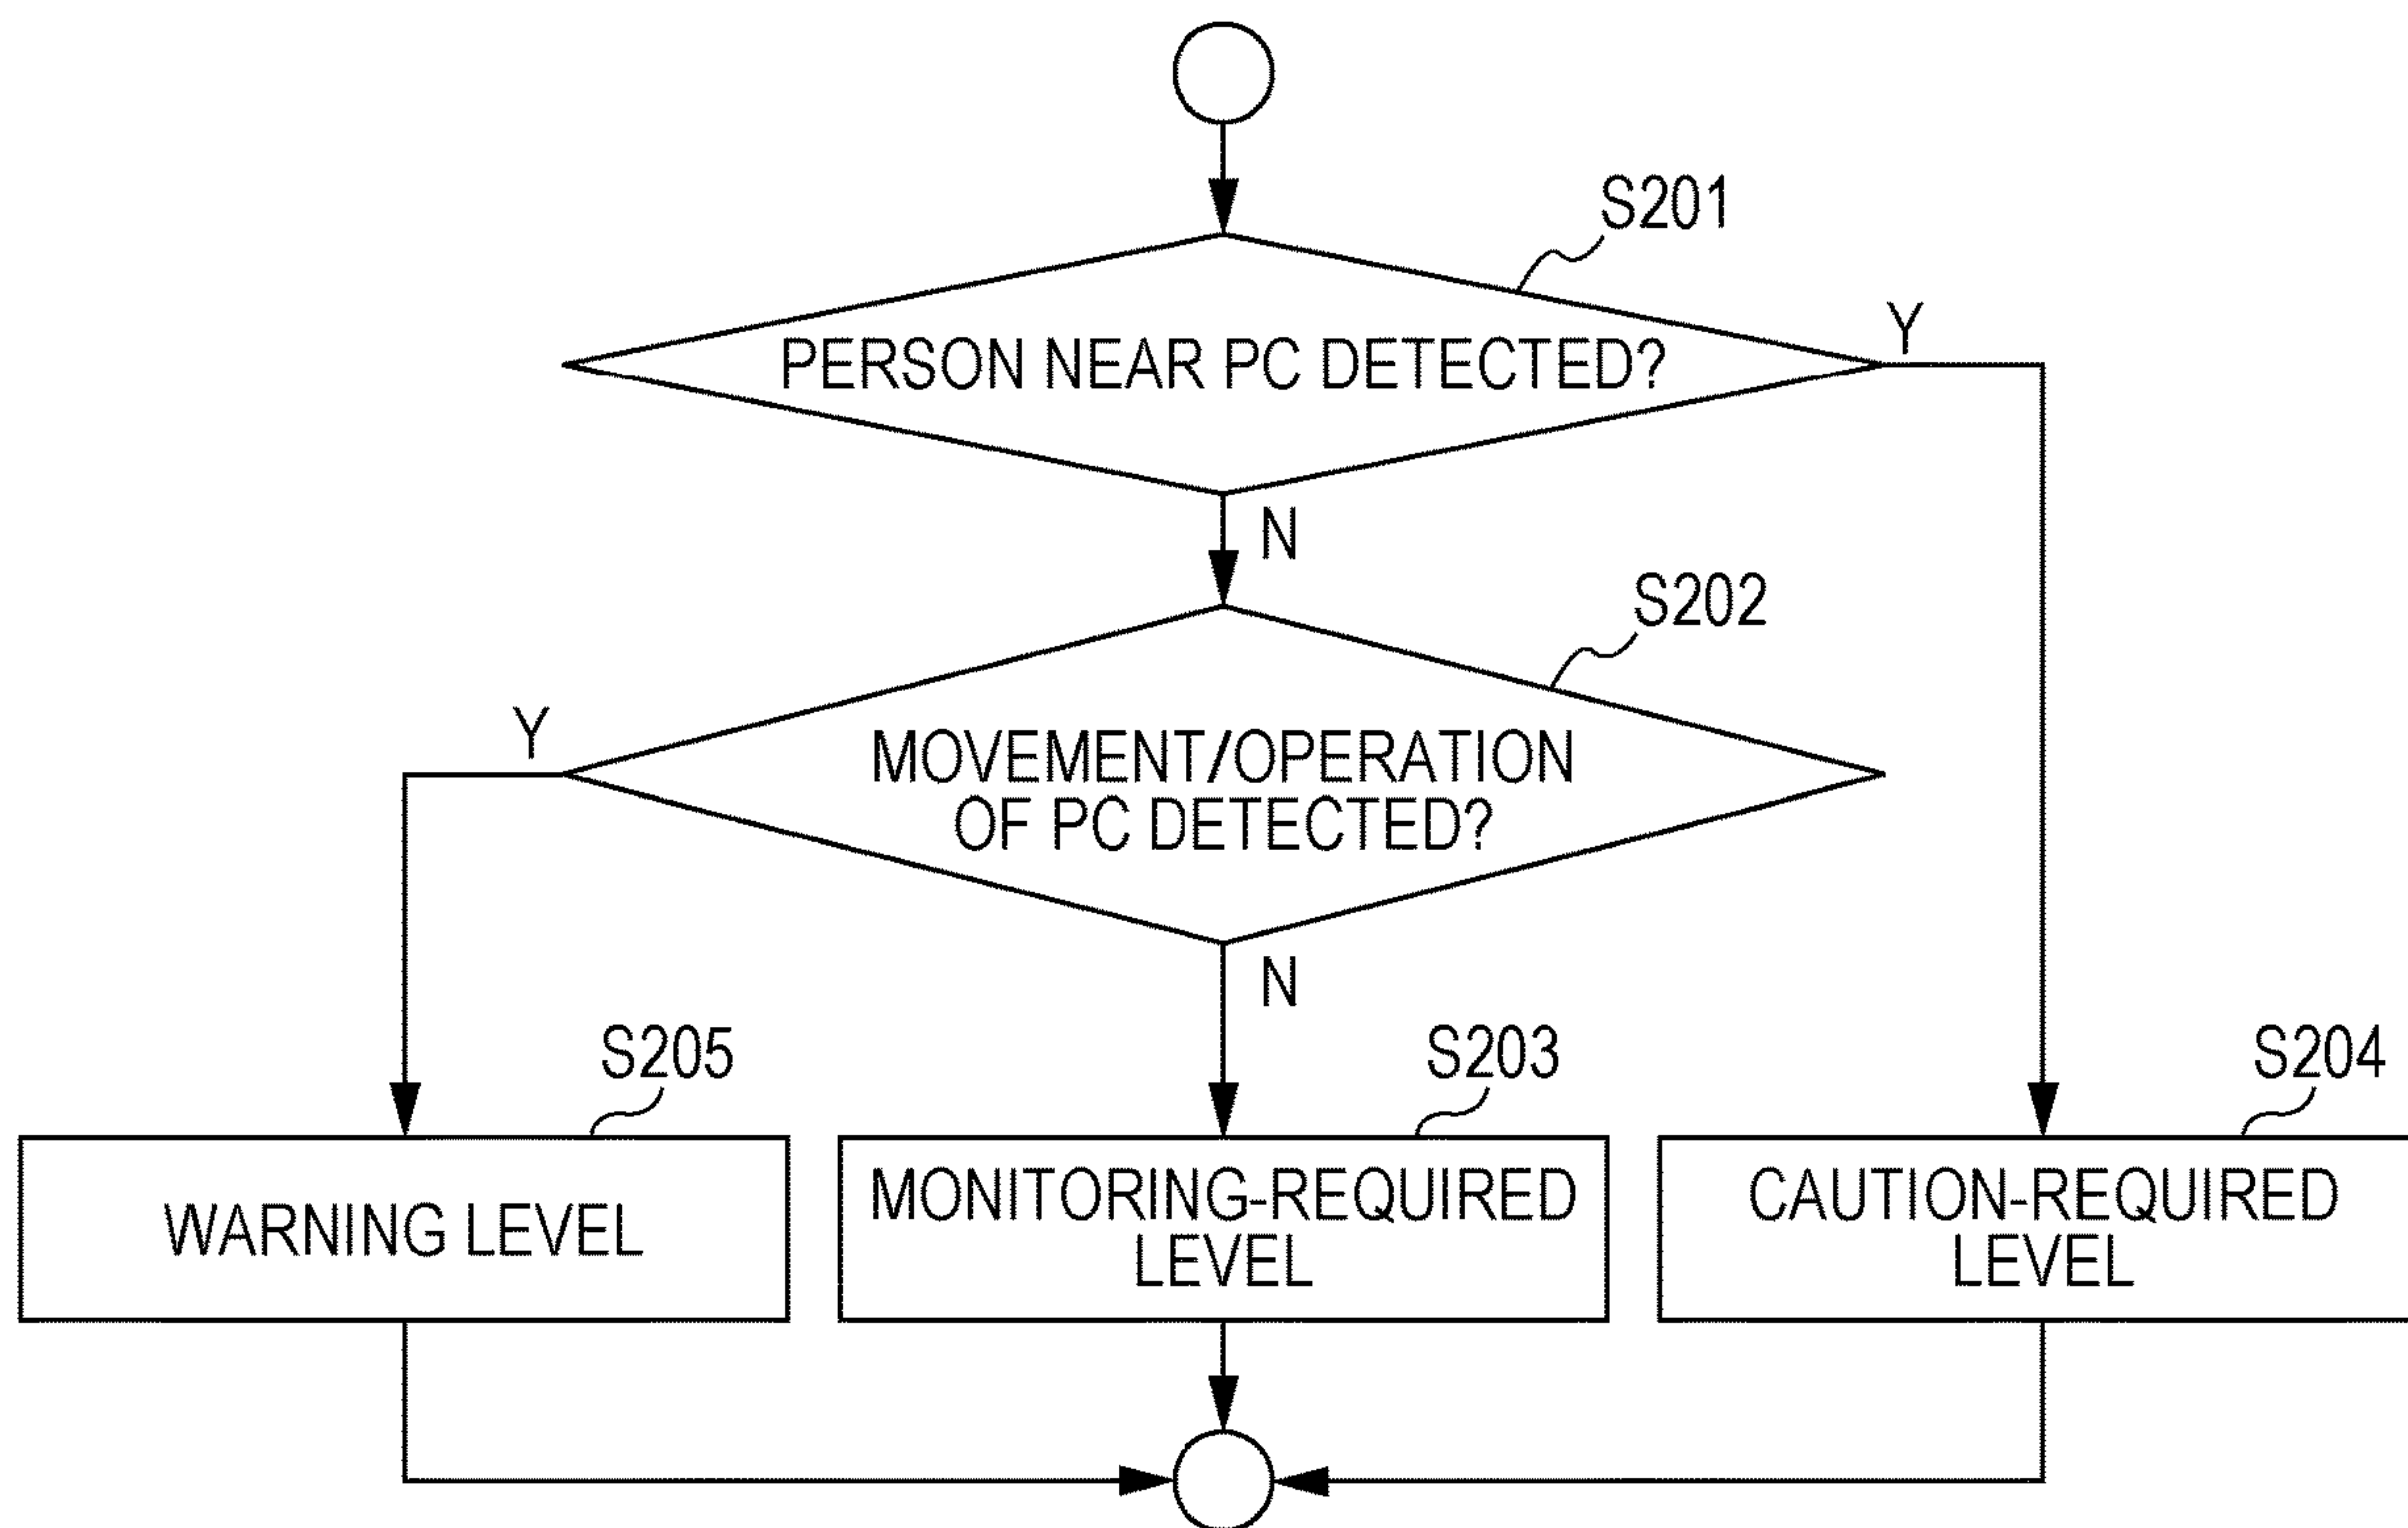 S201
Y
PERSON NEAR PC DETECTED?
N
S202
Y
MOVEMENT/OPERATION
OF PC DETECTED?
N
S205
S203
S204
WARNING LEVEL
MONITORING-REQUIRED
LEVEL
CAUTION-REQUIRED
LEVEL